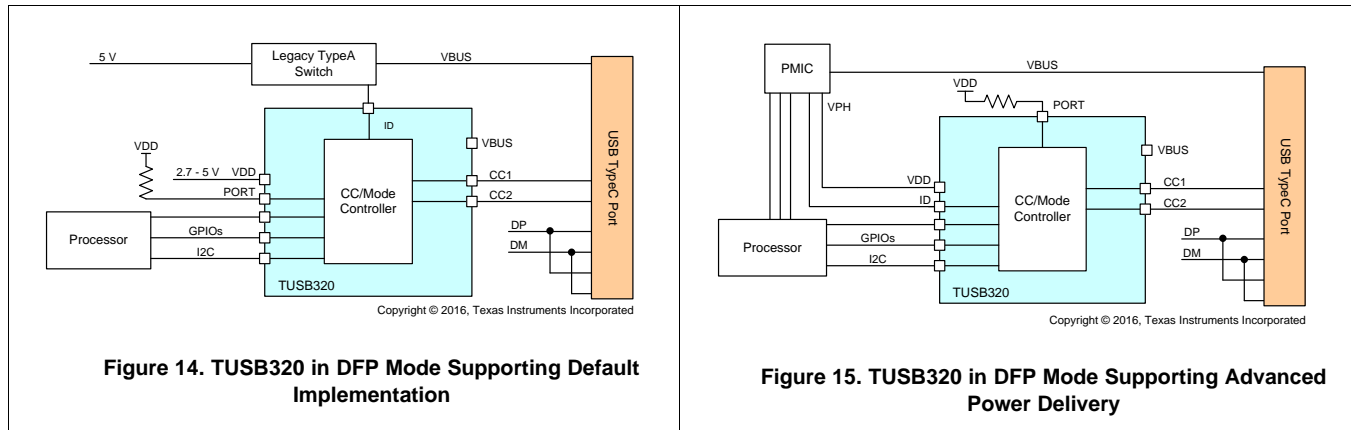 5 V
Legacy TypeA
Switch
VBUS
ID
VDD
VBUS
2.7 - 5 V
VDD
PORT
CC/Mode
Controller
CC1
CC2
USB TypeC Port
Processor
GPIOs
I2C
DP
DM
TUSB320
Copyright © 2016, Texas Instruments Incorporated
Figure 14. TUSB320 in DFP Mode Supporting Default
Implementation
PMIC
VBUS
VDD
VPH
PORT
VBUS
VDD
ID
CC/Mode
Controller
CC1
CC2
USB TypeC Port
Processor
GPIOs
I2C
DP
DM
TUSB320
Copyright © 2016, Texas Instruments Incorporated
Figure 15. TUSB320 in DFP Mode Supporting Advanced
Power Delivery